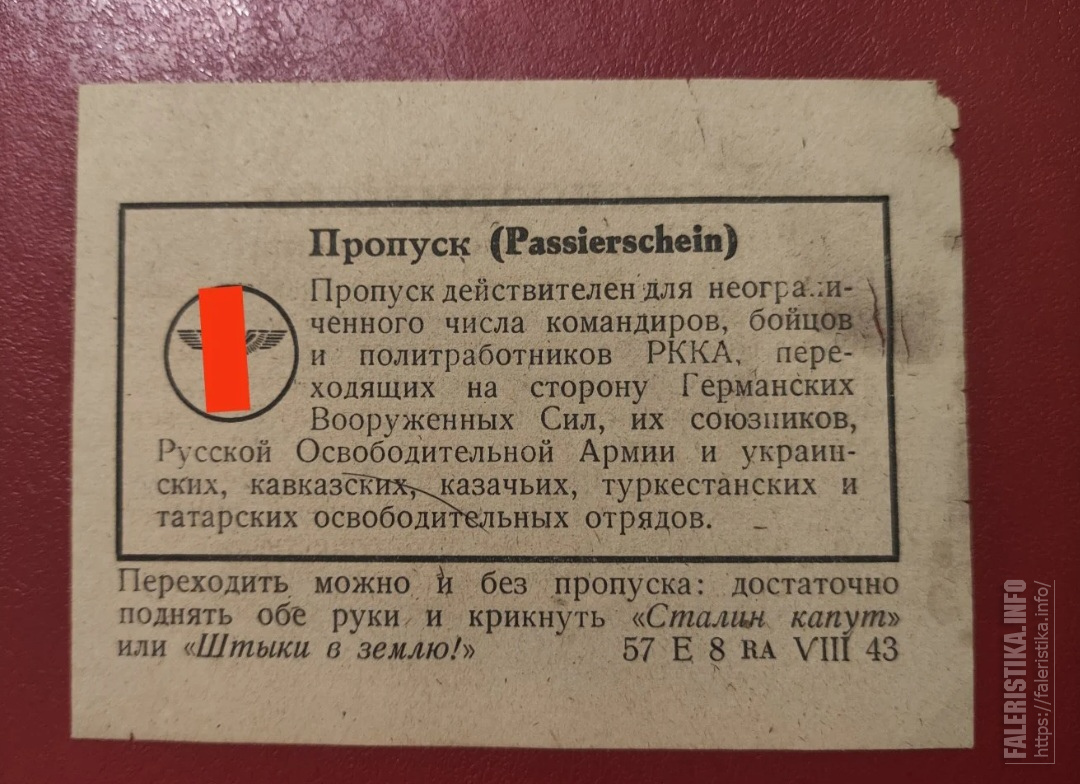 Пропуск (Passierschein)
Пропуск действителен для неограни-
ченного числа командиров, бойцов
и политработников РККА, пере-
ходящих на сторону Германских
Вооруженных Сил, их союзников,
Русской Освободительной Армии и украин-
ских, кавказских, казачьих, туркестанских и
татарских освободительных отрядов.
Переходить можно и без пропуска: достаточно
поднять обе руки и крикнуть «Сталин капут»
или «Штыки в землю!» 57 E 8 RA VIII 43
FALERISTIKA.INFO
https://faleristika.info/